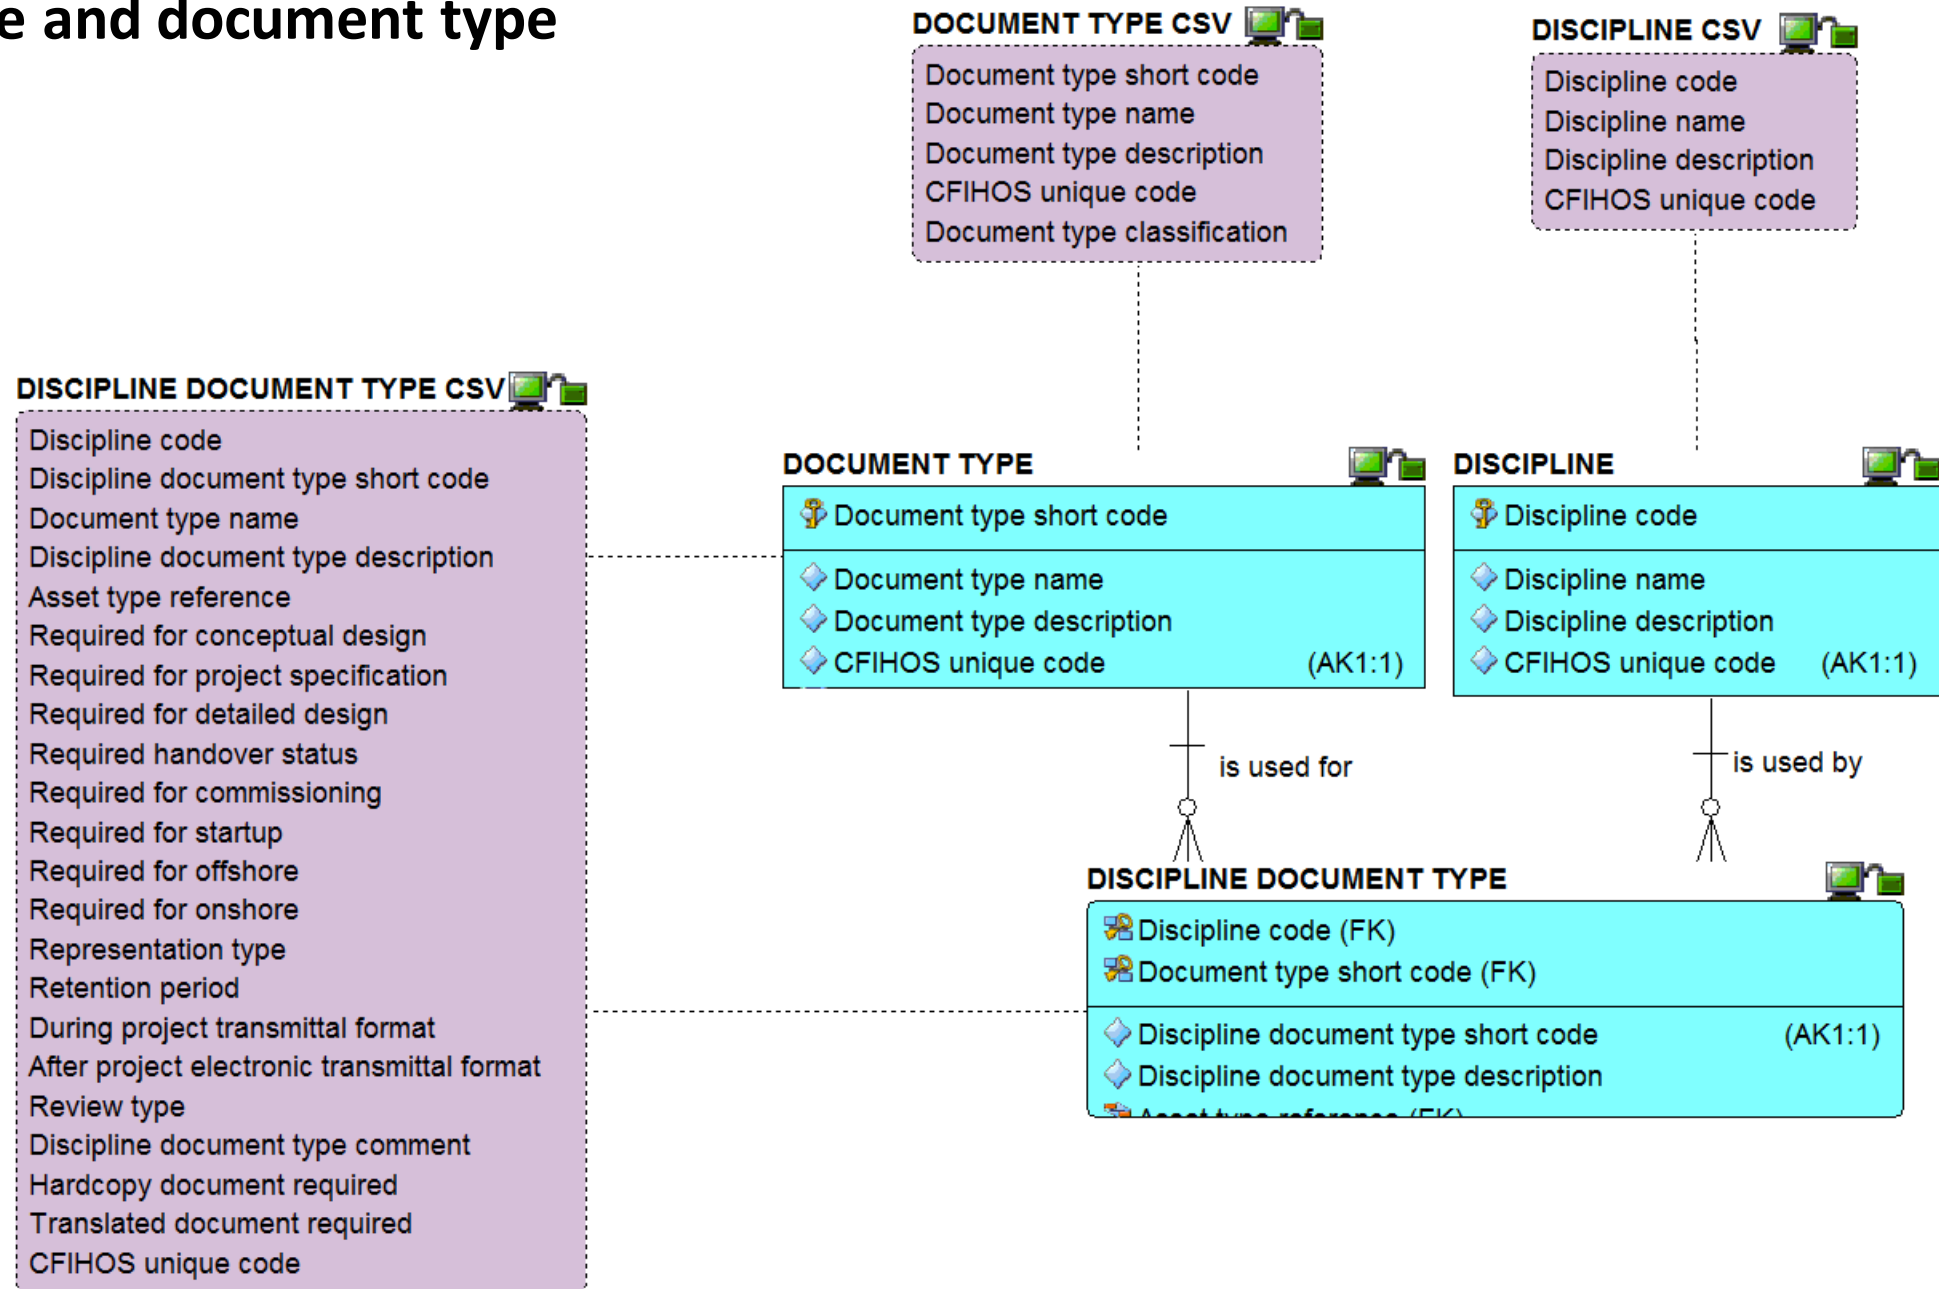 e and document type
DOCUMENT TYPE CSV
Document type short code
Document type name
Document type description
CFIHOS unique code
Document type classification
DISCIPLINE CSV
Discipline code
Discipline name
Discipline description
CFIHOS unique code
DISCIPLINE DOCUMENT TYPE CSV
Discipline code
Discipline document type short code
Document type name
Discipline document type description
Asset type reference
Required for conceptual design
Required for project specification
Required for detailed design
Required handover status
Required for commissioning
Required for startup
Required for offshore
Required for onshore
Representation type
Retention period
During project transmittal format
After project electronic transmittal format
Review type
Discipline document type comment
Hardcopy document required
Translated document required
CFIHOS unique code
DOCUMENT TYPE
Document type short code
Document type name
Document type description
CFIHOS unique code (AK1:1)
DISCIPLINE
Discipline code
Discipline name
Discipline description
CFIHOS unique code (AK1:1)
is used for
is used by
DISCIPLINE DOCUMENT TYPE
Discipline code (FK)
Document type short code (FK)
Discipline document type short code (AK1:1)
Discipline document type description
Asset type reference (FK)